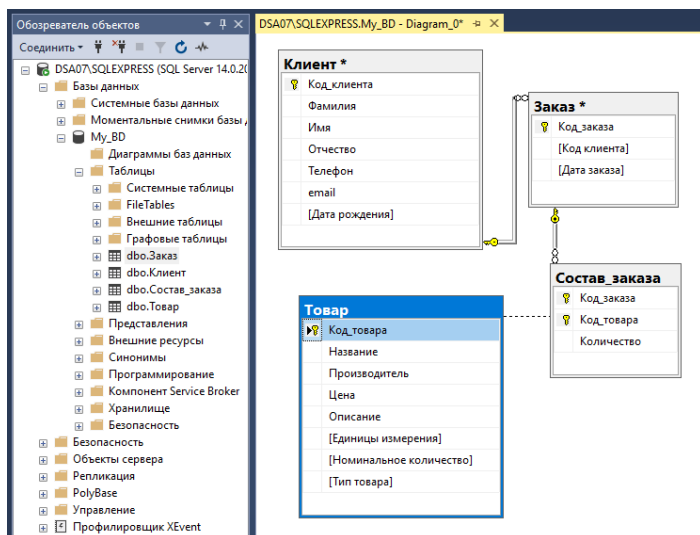 Обозреватель объектов
Соединить
DSA07\SQLEXPRESS (SQL Server 14.0.20
Базы данных
Системные базы данных
Моментальные снимки базы
My_BD
Диаграммы баз данных
Таблицы
Системные таблицы
FileTables
Внешние таблицы
Графовые таблицы
dbo.Заказ
dbo.Клиент
dbo.Состав_заказа
dbo.Товар
Представления
Внешние ресурсы
Синонимы
Программирование
Компонент Service Broker
Хранилище
Безопасность
Безопасность
Объекты сервера
Репликация
PolyBase
Управление
Профилировщик XEvent
DSA07\SQLEXPRESS.My_BD - Diagram_0*
Клиент *
Код_клиента
Фамилия
Имя
Отчество
Телефон
email
[Дата рождения]
Заказ *
Код_заказа
[Код клиента]
[Дата заказа]
Состав_заказа
Код_заказа
Код_товара
Количество
Товар
Код_товара
Название
Производитель
Цена
Описание
[Единицы измерения]
[Номинальное количество]
[Тип товара]